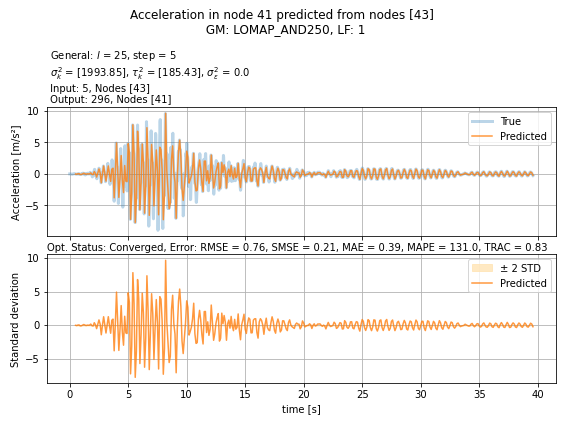 Acceleration in node 41 predicted from nodes [43]
GM: LOMAP_AND250, LF: 1
General: l = 25, step = 5
σ²ₖ = [1993.85], τ²ₖ = [185.43], σ²ε = 0.0
Input: 5, Nodes [43]
Output: 296, Nodes [41]
10
5
0
−5
Acceleration [m/s²]
True
Predicted
Opt. Status: Converged, Error: RMSE = 0.76, SMSE = 0.21, MAE = 0.39, MAPE = 131.0, TRAC = 0.83
10
5
0
−5
Standard deviation
± 2 STD
Predicted
0 5 10 15 20 25 30 35 40
time [s]